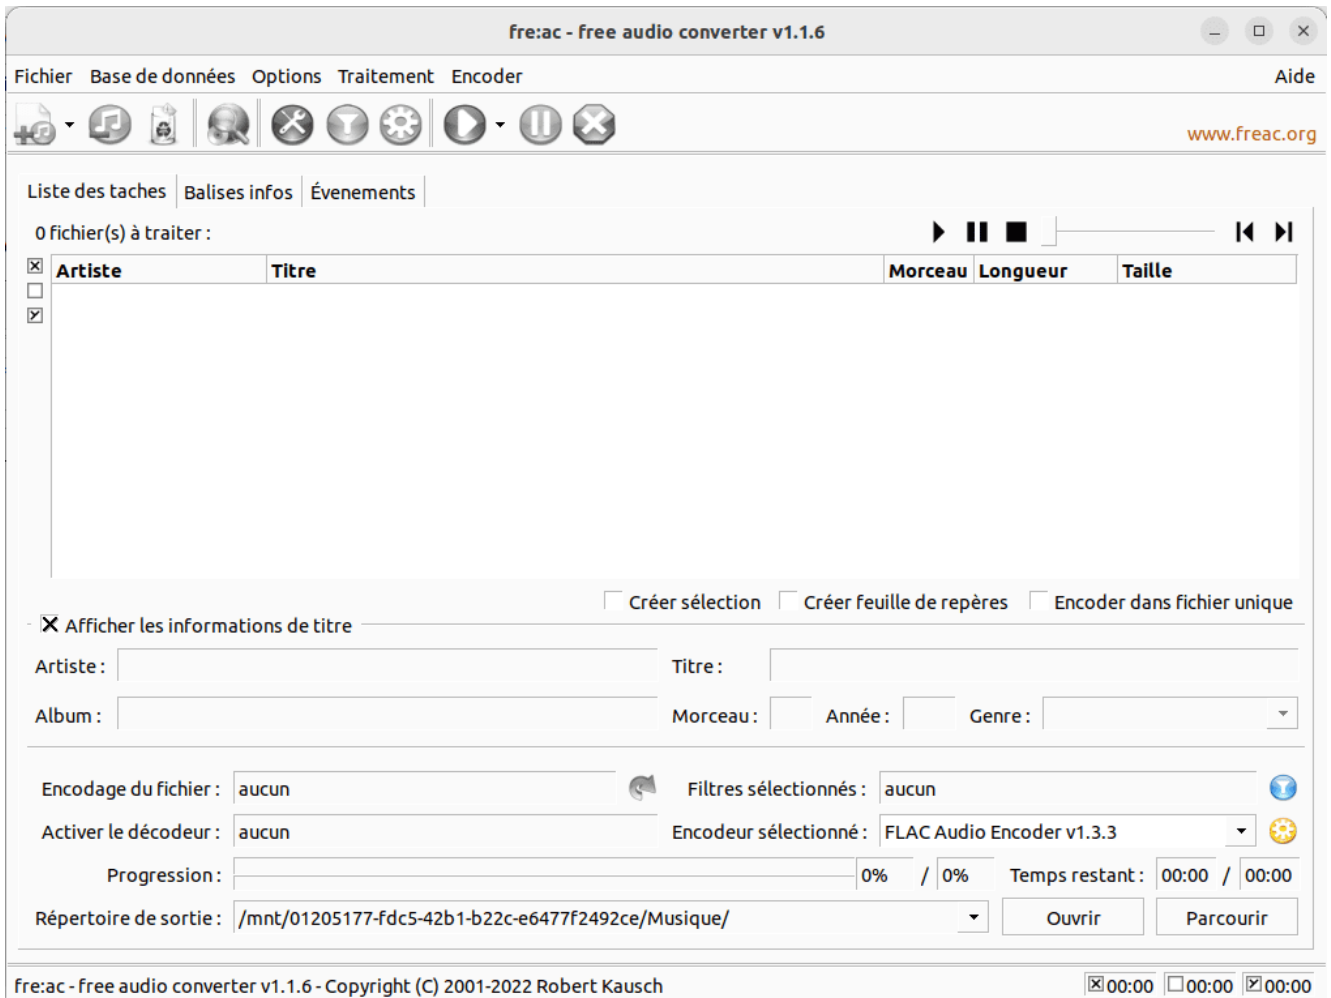 fre:ac - free audio converter v1.1.6
Fichier Base de données Options Traitement Encoder Aide
www.freac.org
Liste des taches Balises infos Évenements
0 fichier(s) à traiter :
Artiste Titre Morceau Longueur Taille
Créer sélection Créer feuille de repères Encoder dans fichier unique
Afficher les informations de titre
Artiste : Titre :
Album : Morceau : Année : Genre :
Encodage du fichier : aucun Filtres sélectionnés : aucun
Activer le décodeur : aucun Encodeur sélectionné : FLAC Audio Encoder v1.3.3
Progression : 0% / 0% Temps restant : 00:00 / 00:00
Répertoire de sortie : /mnt/01205177-fdc5-42b1-b22c-e6477f2492ce/Musique/ Ouvrir Parcourir
fre:ac - free audio converter v1.1.6 - Copyright (C) 2001-2022 Robert Kausch 00:00 00:00 00:00